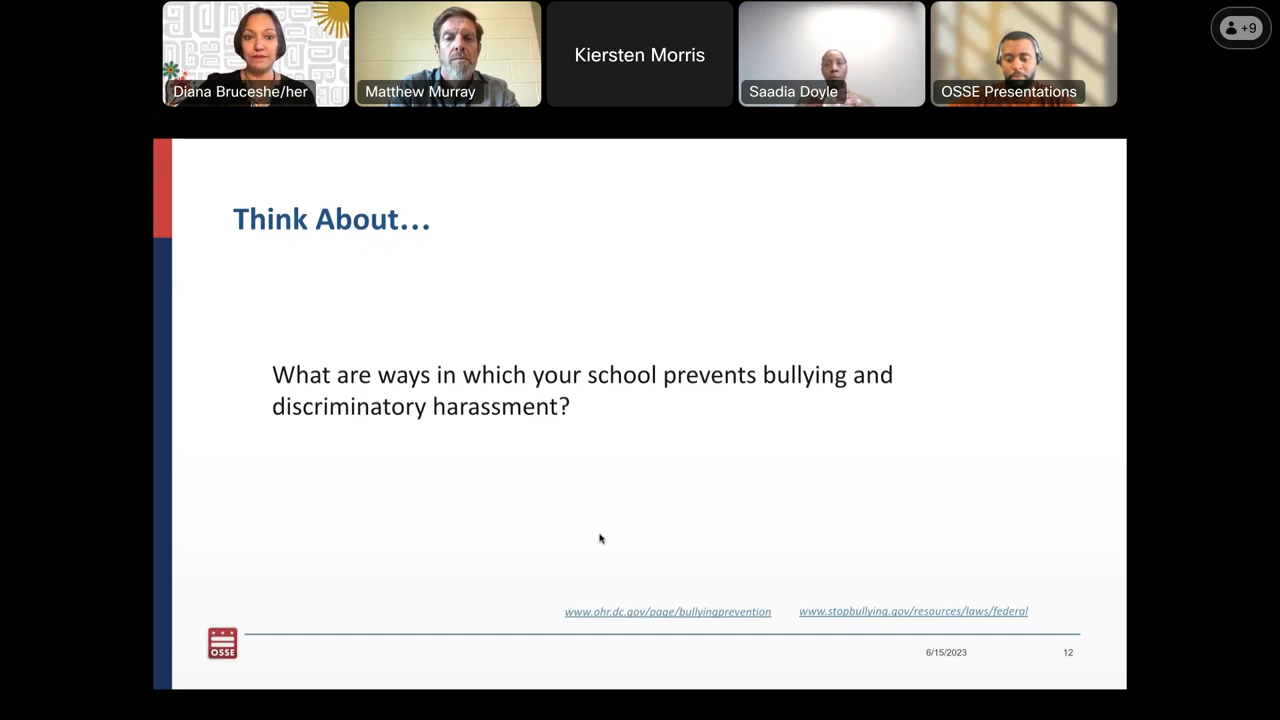 Diana Bruceshe/her
Matthew Murray
Kiersten Morris
Saadia Doyle
OSSE Presentations
+9
Think About...
What are ways in which your school prevents bullying and
discriminatory harassment?
www.ohr.dc.gov/page/bullyingprevention
www.stopbullying.gov/resources/laws/federal
OSSE
6/15/2023
12